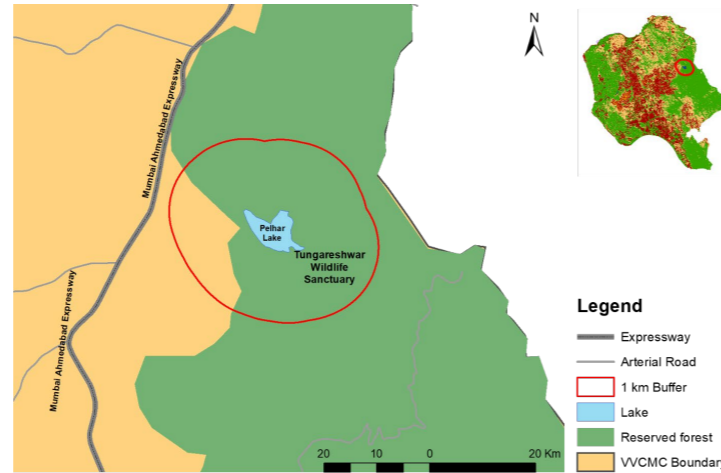 N
Mumbai Ahmedabad Expressway
Pelhar
Lake
Tungareshwar
Wildlife
Sanctuary
Mumbai Ahmedabad Expressway
Legend
Expressway
Arterial Road
1 km Buffer
Lake
Reserved forest
VVCMC Boundar
20 10 0 20 Km